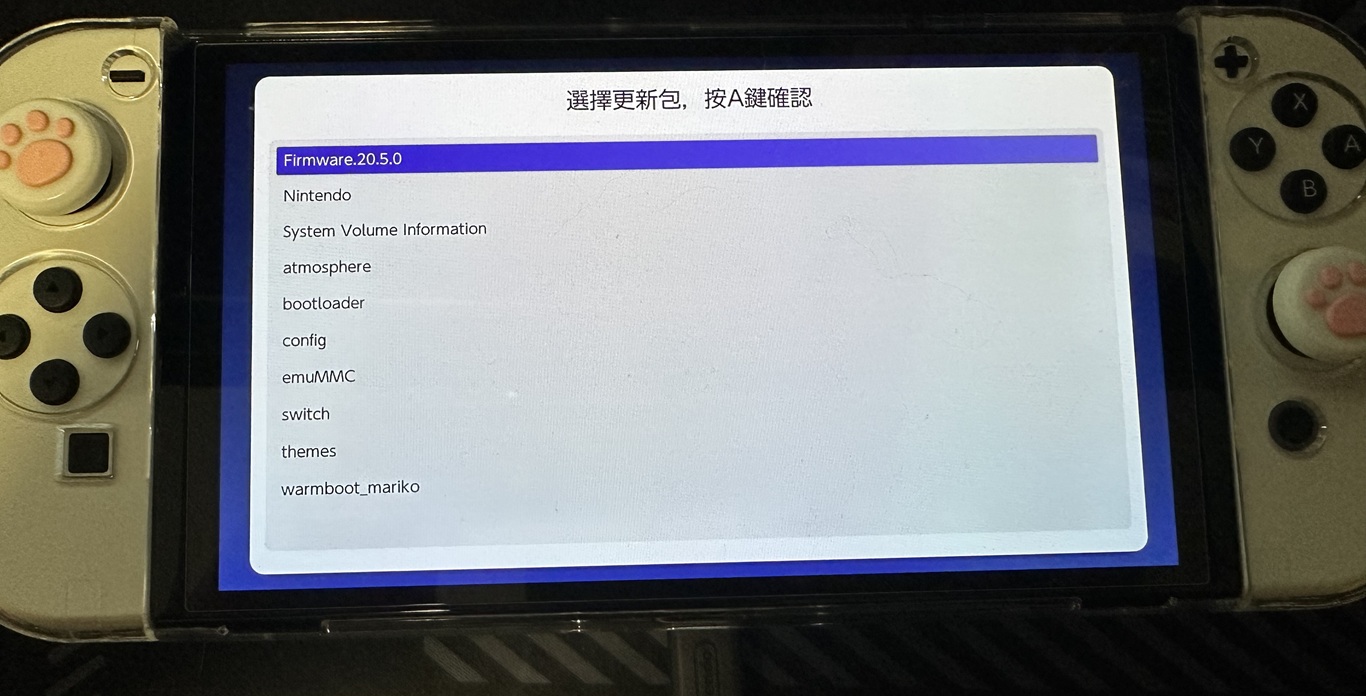 選擇更新包，按A鍵確認
Firmware.20.5.0
Nintendo
System Volume Information
atmosphere
bootloader
config
emuMMC
switch
themes
warmboot_mariko
X
Y
A
B